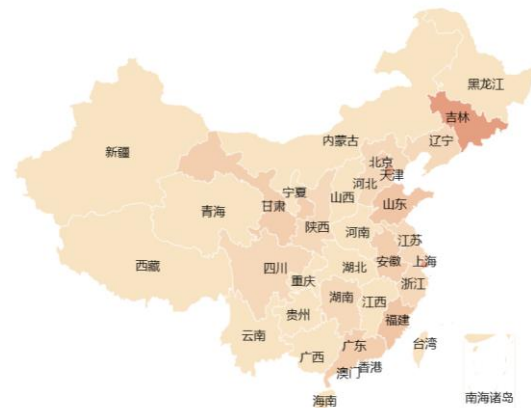 黑龙江
吉林
辽宁
内蒙古
新疆
北京
天津
河北
宁夏
山西
甘肃
山东
青海
陕西
河南
江苏
西藏
四川
安徽
上海
湖北
重庆
浙江
湖南
江西
贵州
福建
云南
台湾
广东
广西
香港
澳门
海南
南海诸岛